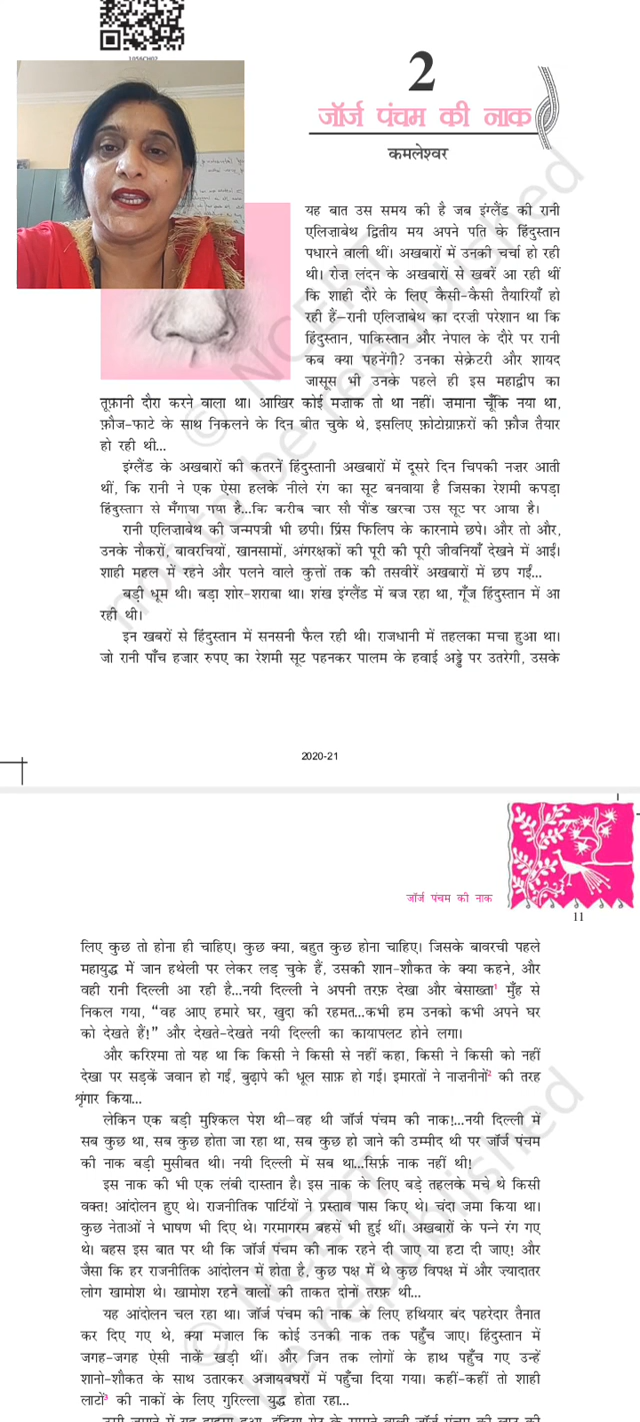 1056CH02
2
जॉर्ज पंचम की नाक
कमलेश्वर
यह बात उस समय की है जब इंग्लैंड की रानी
एलिज़ाबेथ द्वितीय मय अपने पति के हिंदुस्तान
पधारने वाली थीं। अखबारों में उनकी चर्चा हो रही
थी। रोज़ लंदन के अखबारों से खबरें आ रही थीं
कि शाही दौरे के लिए कैसी-कैसी तैयारियाँ हो
रही हैं–रानी एलिज़ाबेथ का दरज़ी परेशान था कि
हिंदुस्तान, पाकिस्तान और नेपाल के दौरे पर रानी
कब क्या पहनेंगी? उनका सेक्रेटरी और शायद
जासूस भी उनके पहले ही इस महाद्वीप का
तूफ़ानी दौरा करने वाला था। आखिर कोई मज़ाक तो था नहीं। ज़माना चूँकि नया था,
फ़ौज-फाटे के साथ निकलने के दिन बीत चुके थे, इसलिए फ़ोटोग्राफ़रों की फ़ौज तैयार
हो रही थी...
इंग्लैंड के अखबारों की कतरनें हिंदुस्तानी अखबारों में दूसरे दिन चिपकी नज़र आती
थीं, कि रानी ने एक ऐसा हलके नीले रंग का सूट बनवाया है जिसका रेशमी कपड़ा
हिंदुस्तान से मँगाया गया है...कि करीब चार सौ पौंड खरचा उस सूट पर आया है।
रानी एलिज़ाबेथ की जन्मपत्री भी छपी। प्रिंस फिलिप के कारनामे छपे। और तो और,
उनके नौकरों, बावरचियों, खानसामों, अंगरक्षकों की पूरी की पूरी जीवनियाँ देखने में आईं।
शाही महल में रहने और पलने वाले कुत्तों तक की तसवीरें अखबारों में छप गईं...
बड़ी धूम थी। बड़ा शोर-शराबा था। शंख इंग्लैंड में बज रहा था, गूँज हिंदुस्तान में आ
रही थी।
इन खबरों से हिंदुस्तान में सनसनी फैल रही थी। राजधानी में तहलका मचा हुआ था।
जो रानी पाँच हज़ार रुपए का रेशमी सूट पहनकर पालम के हवाई अड्डे पर उतरेगी, उसके
2020-21
जॉर्ज पंचम की नाक
11
लिए कुछ तो होना ही चाहिए। कुछ क्या, बहुत कुछ होना चाहिए। जिसके बावरची पहले
महायुद्ध में जान हथेली पर लेकर लड़ चुके हैं, उसकी शान-शौकत के क्या कहने, और
वही रानी दिल्ली आ रही है...नयी दिल्ली ने अपनी तरफ़ देखा और बेसाख्ता¹ मुँह से
निकल गया, “वह आए हमारे घर, खुदा की रहमत...कभी हम उनको कभी अपने घर
को देखते हैं!” और देखते-देखते नयी दिल्ली का कायापलट होने लगा।
और करिश्मा तो यह था कि किसी ने किसी से नहीं कहा, किसी ने किसी को नहीं
देखा पर सड़कें जवान हो गईं, बुढ़ापे की धूल साफ़ हो गई। इमारतों ने नाज़नीनों² की तरह
शृंगार किया...
लेकिन एक बड़ी मुश्किल पेश थी–वह थी जॉर्ज पंचम की नाक!...नयी दिल्ली में
सब कुछ था, सब कुछ होता जा रहा था, सब कुछ हो जाने की उम्मीद थी पर जॉर्ज पंचम
की नाक बड़ी मुसीबत थी। नयी दिल्ली में सब था...सिर्फ़ नाक नहीं थी!
इस नाक की भी एक लंबी दास्तान है। इस नाक के लिए बड़े तहलके मचे थे किसी
वक्त! आंदोलन हुए थे। राजनीतिक पार्टियों ने प्रस्ताव पास किए थे। चंदा जमा किया था।
कुछ नेताओं ने भाषण भी दिए थे। गरमागरम बहसें भी हुई थीं। अखबारों के पन्ने रंग गए
थे। बहस इस बात पर थी कि जॉर्ज पंचम की नाक रहने दी जाए या हटा दी जाए! और
जैसा कि हर राजनीतिक आंदोलन में होता है, कुछ पक्ष में थे कुछ विपक्ष में और ज्यादातर
लोग खामोश थे। खामोश रहने वालों की ताकत दोनों तरफ़ थी...
यह आंदोलन चल रहा था। जॉर्ज पंचम की नाक के लिए हथियार बंद पहरेदार तैनात
कर दिए गए थे, क्या मजाल कि कोई उनकी नाक तक पहुँच जाए। हिंदुस्तान में
जगह-जगह ऐसी नाकें खड़ी थीं। और जिन तक लोगों के हाथ पहुँच गए उन्हें
शानो-शौकत के साथ उतारकर अजायबघरों में पहुँचा दिया गया। कहीं-कहीं तो शाही
लाटों³ की नाकों के लिए गुरिल्ला युद्ध होता रहा...
© NCERT
not to be republished
© NCERT
be republished